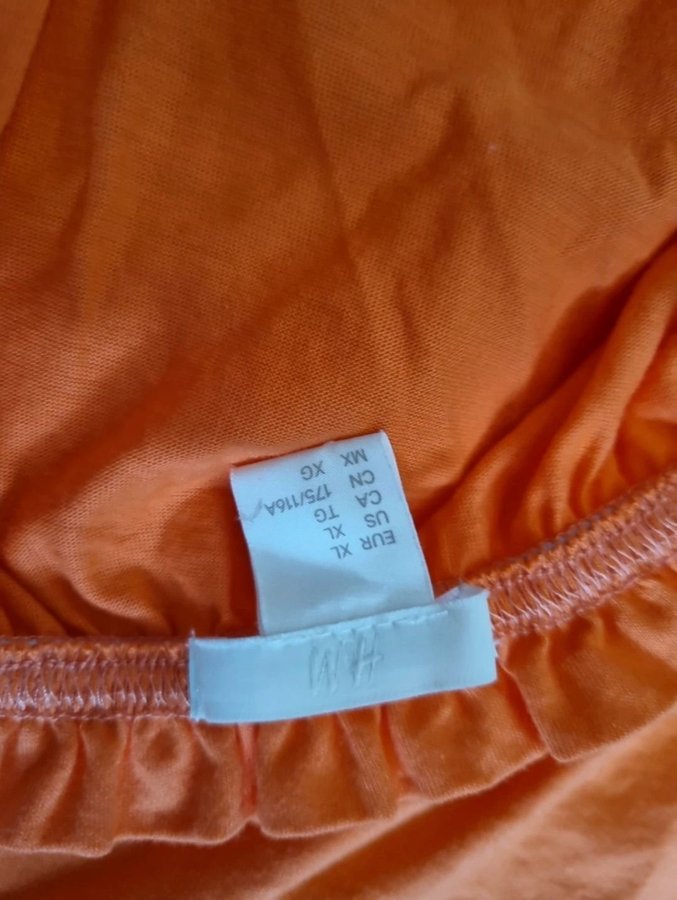 H&M
EUR XL
US XL
CA TG
CN 175/116A
MX XG